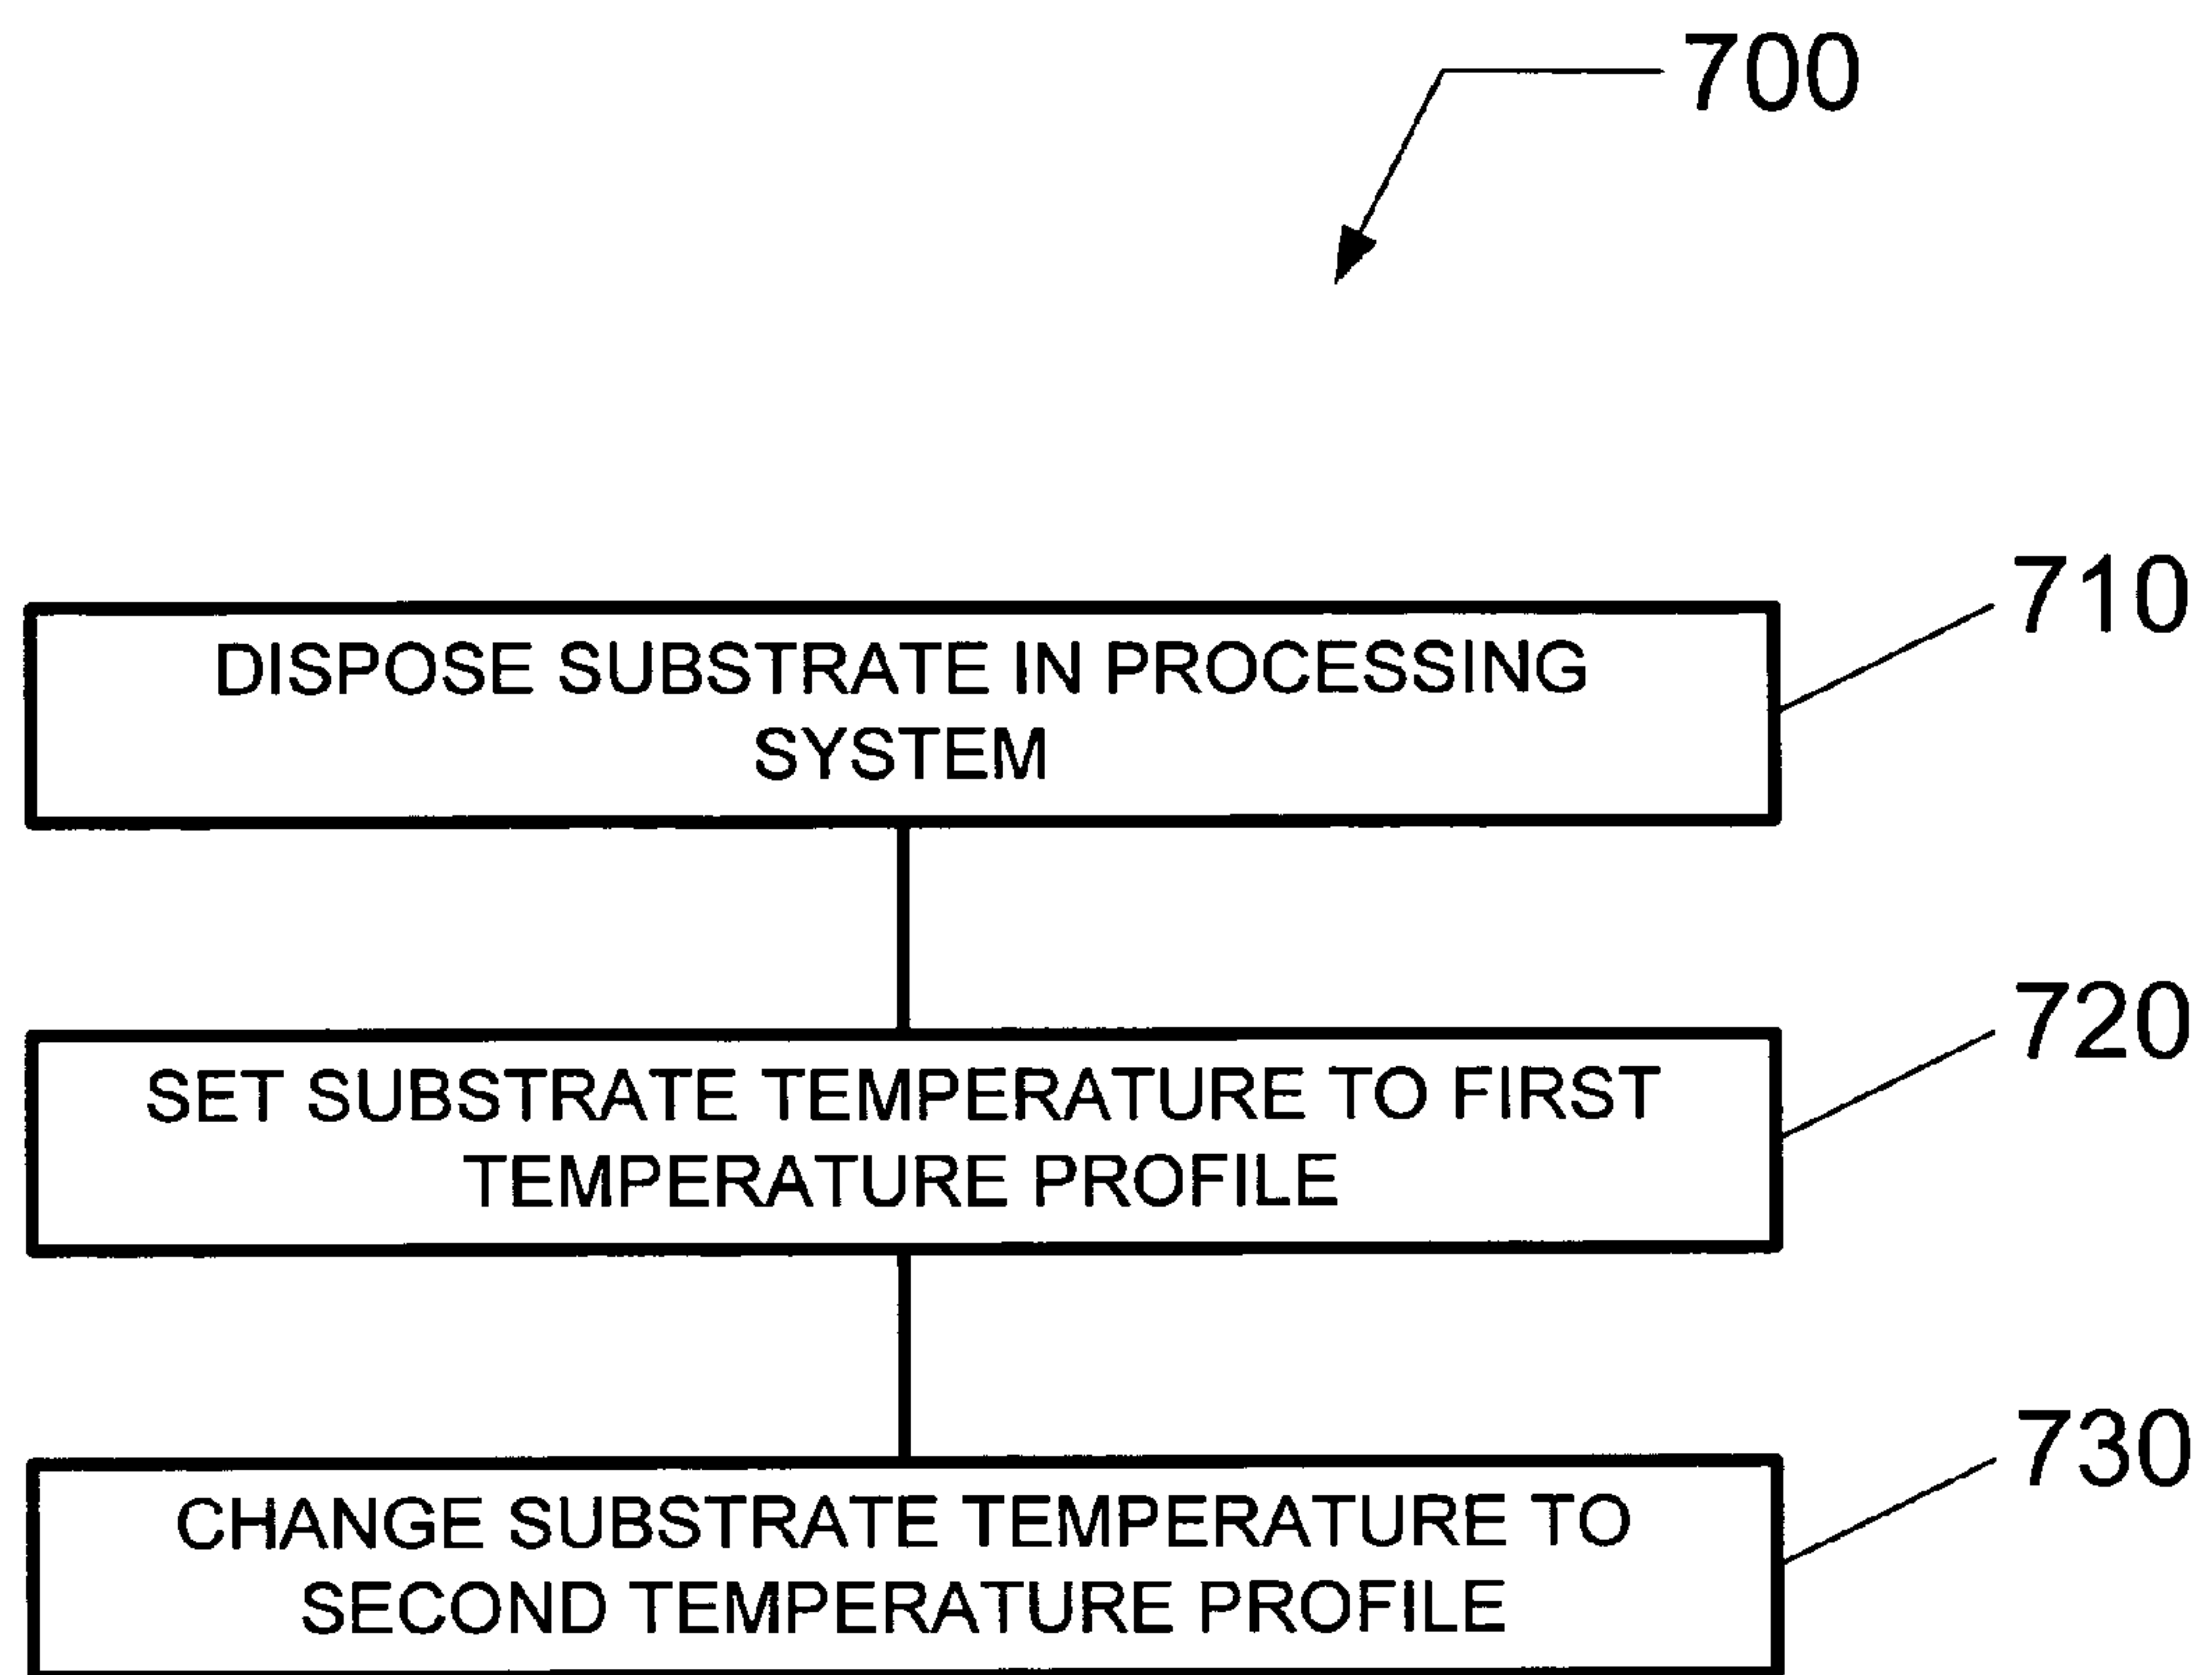 700
710
DISPOSE SUBSTRATE IN PROCESSING
SYSTEM
720
SET SUBSTRATE TEMPERATURE TO FIRST
TEMPERATURE PROFILE
730
CHANGE SUBSTRATE TEMPERATURE TO
SECOND TEMPERATURE PROFILE